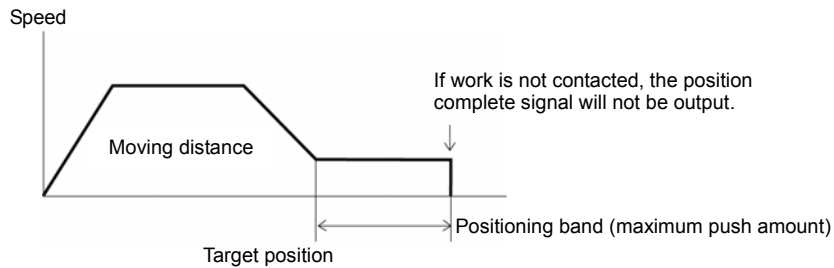 Speed
If work is not contacted, the position
complete signal will not be output.
Moving distance
Positioning band (maximum push amount)
Target position